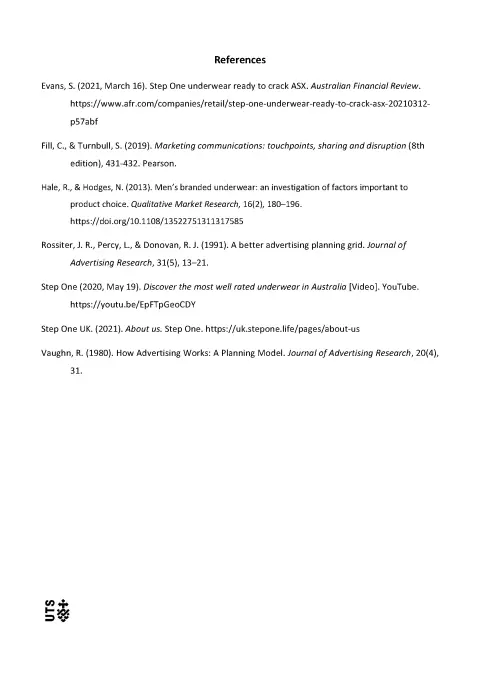 References
Evans, S. (2021, March 16). Step One underwear ready to crack ASX. Australian Financial Review.
https://www.afr.com/companies/retail/step-one-underwear-ready-to-crack-asx-20210312-
p57abf
Fill, C., & Turnbull, S. (2019). Marketing communications: touchpoints, sharing and disruption (8th
edition), 431-432. Pearson.
Hale, R., & Hodges, N. (2013). Men's branded underwear: an investigation of factors important to
product choice. Qualitative Market Research, 16(2), 180–196.
https://doi.org/10.1108/13522751311317585
Rossiter, J. R., Percy, L., & Donovan, R. J. (1991). A better advertising planning grid. Journal of
Advertising Research, 31(5), 13–21.
Step One (2020, May 19). Discover the most well rated underwear in Australia [Video]. YouTube.
https://youtu.be/EpFTpGeoCDY
Step One UK. (2021). About us. Step One. https://uk.stepone.life/pages/about-us
Vaughn, R. (1980). How Advertising Works: A Planning Model. Journal of Advertising Research, 20(4),
31.
UTS